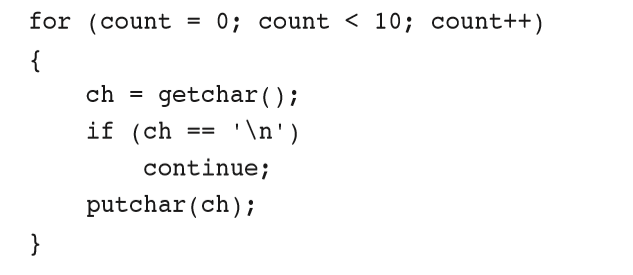 for (count = 0; count < 10; count++)
{
    ch = getchar();
    if (ch == '\n')
        continue;
    putchar(ch);
}